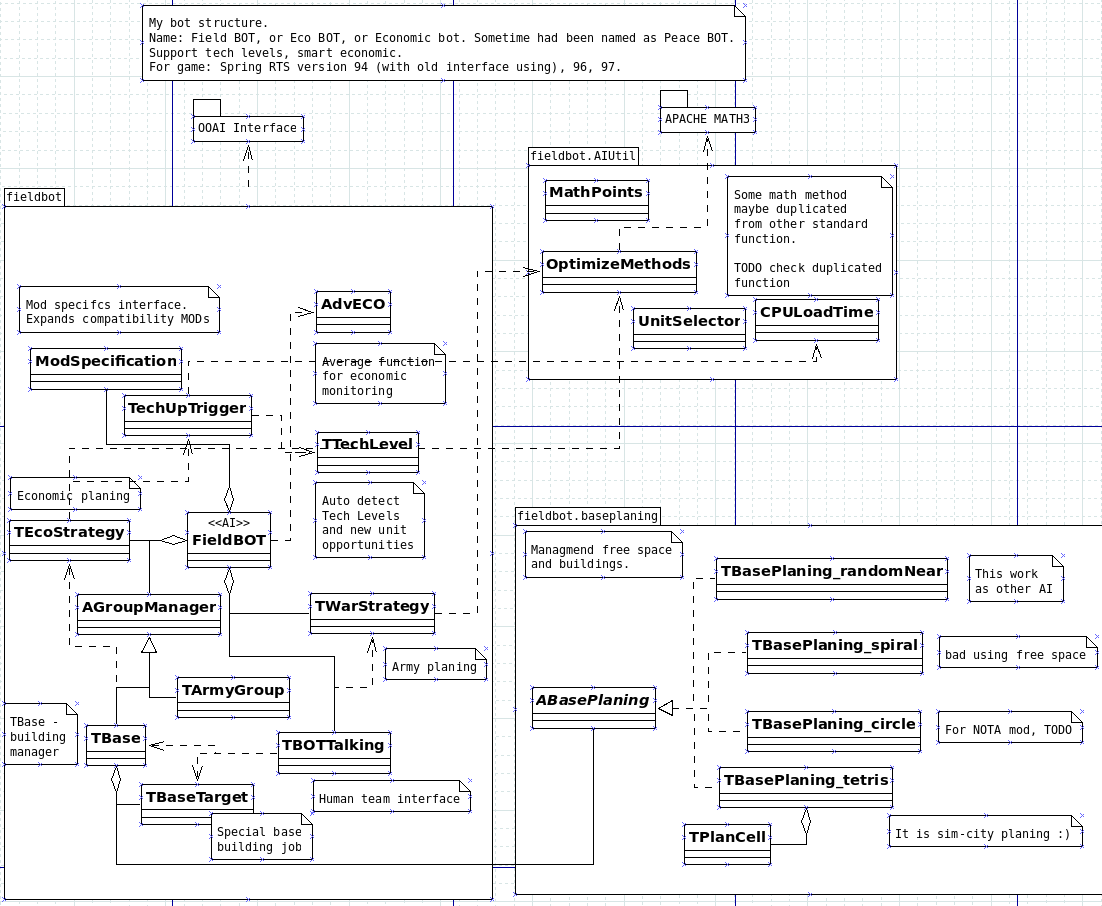 My bot structure.
Name: Field BOT, or Eco BOT, or Economic bot. Sometime had been named as Peace BOT.
Support tech levels, smart economic.
For game: Spring RTS version 94 (with old interface using), 96, 97.
OOAI Interface
APACHE MATH3
fieldbot.AIUtil
MathPoints
Some math method
maybe duplicated
from other standard
function.
TODO check duplicated
function
OptimizeMethods
UnitSelector
CPULoadTime
fieldbot
Mod specifcs interface.
Expands compatibility MODs
AdvECO
ModSpecification
Average function
for economic
monitoring
TechUpTrigger
TTechLevel
Economic planing
Auto detect
Tech Levels
and new unit
opportunities
TEcoStrategy
<<AI>>
FieldBOT
AGroupManager
TWarStrategy
Army planing
TArmyGroup
TBase -
building
manager
TBase
TBOTTalking
TBaseTarget
Human team interface
Special base
building job
fieldbot.baseplaning
Managmend free space
and buildings.
TBasePlaning_randomNear
This work
as other AI
TBasePlaning_spiral
bad using free space
ABasePlaning
TBasePlaning_circle
For NOTA mod, TODO
TBasePlaning_tetris
TPlanCell
It is sim-city planing :)